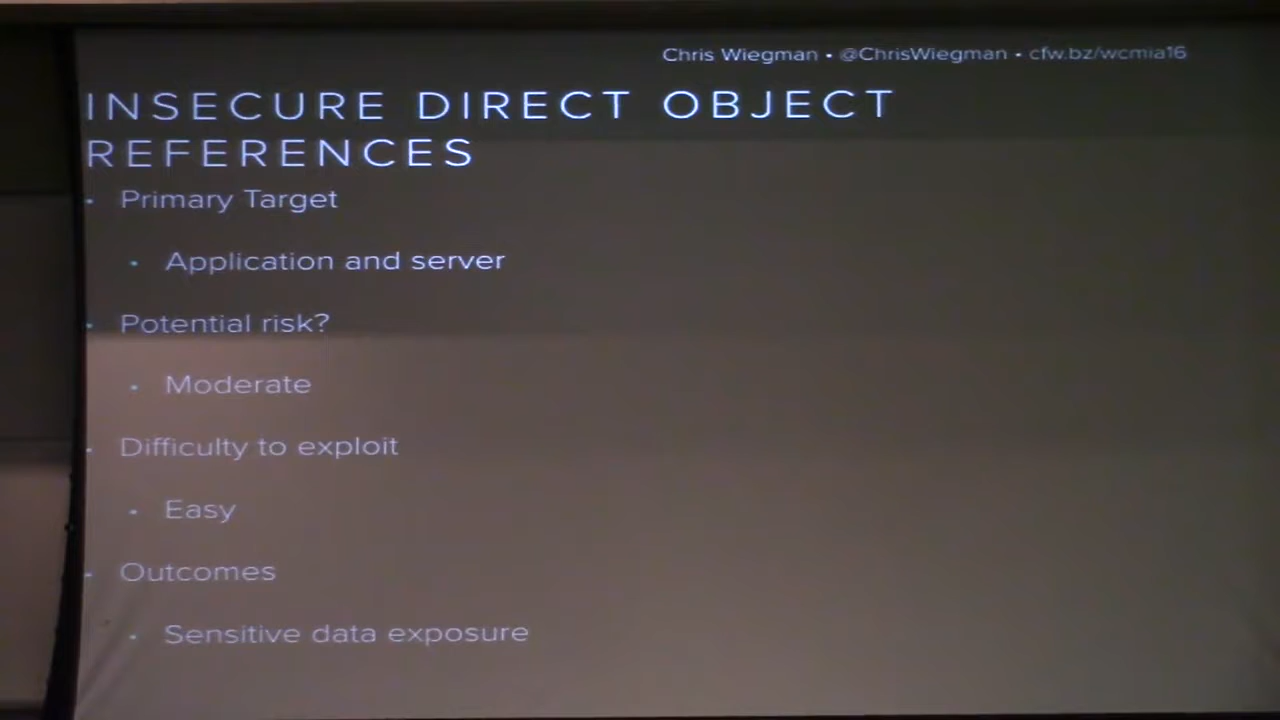 Chris Wiegman • @ChrisWiegman • cfw.bz/wcmia16
INSECURE DIRECT OBJECT
REFERENCES
• Primary Target
• Application and server
• Potential risk?
• Moderate
• Difficulty to exploit
• Easy
• Outcomes
• Sensitive data exposure